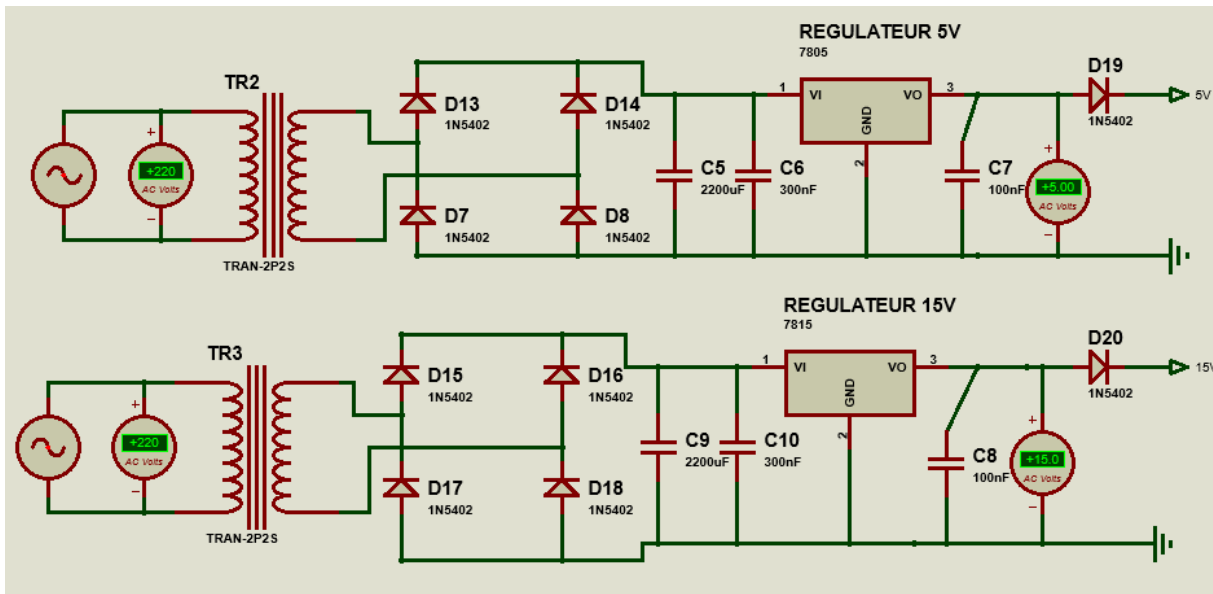 REGULATEUR 5V
7805
TR2
D13
1N5402
D14
1N5402
D19
1N5402
1
VI
VO
3
GND
2
5V
+
+220
AC Volts
−
C5
2200uF
C6
300nF
C7
100nF
+
+5.00
AC Volts
−
D7
1N5402
D8
1N5402
TRAN-2P2S
REGULATEUR 15V
7815
TR3
D15
1N5402
D16
1N5402
D20
1N5402
1
VI
VO
3
GND
2
15V
+
+220
AC Volts
−
C9
2200uF
C10
300nF
C8
100nF
+
+15.0
AC Volts
−
D17
1N5402
D18
1N5402
TRAN-2P2S